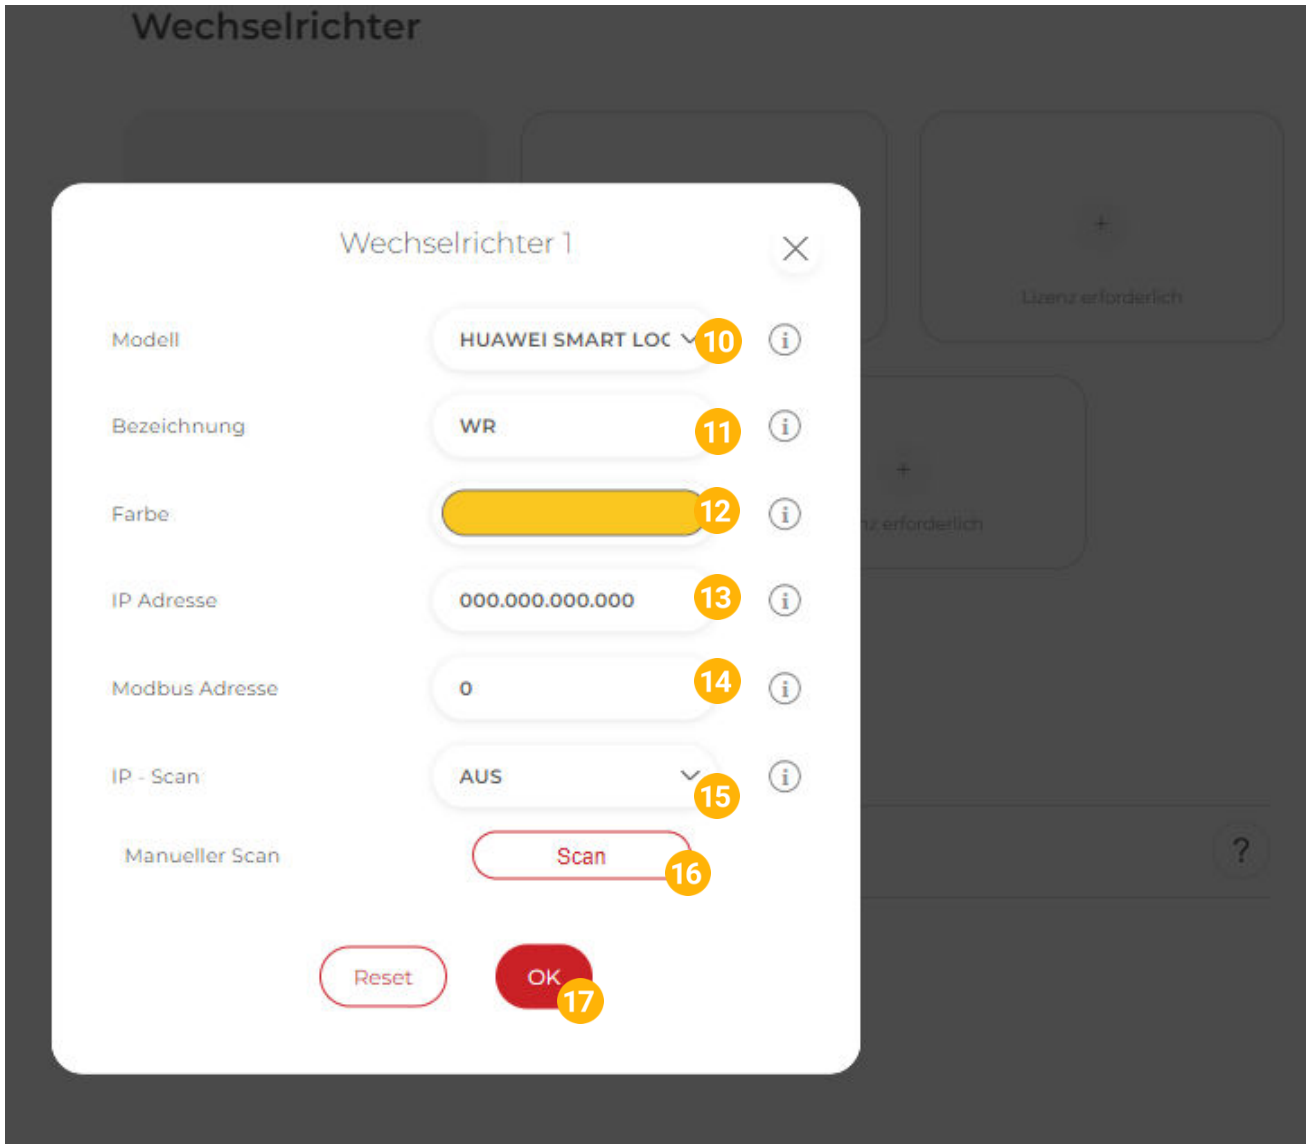 Wechselrichter
+
Lizenz erforderlich
+
erforderlich
Wechselrichter 1
Modell HUAWEI SMART LOC 10 i
Bezeichnung WR 11 i
Farbe 12 i
IP Adresse 000.000.000.000 13 i
Modbus Adresse 0 14 i
IP - Scan AUS 15 i
Manueller Scan Scan 16
?
Reset OK 17